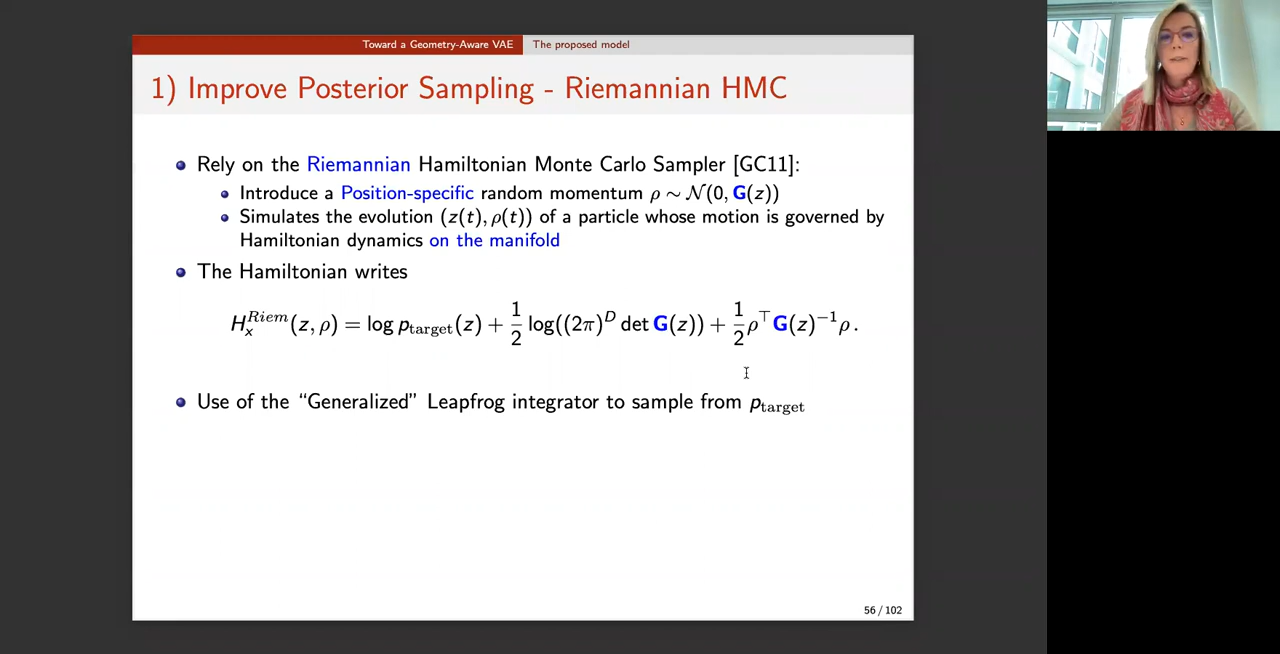 Toward a Geometry-Aware VAE The proposed model
1) Improve Posterior Sampling - Riemannian HMC
Rely on the Riemannian Hamiltonian Monte Carlo Sampler [GC11]:
Introduce a Position-specific random momentum ρ ∼ 𝒩(0, G(z))
Simulates the evolution (z(t), ρ(t)) of a particle whose motion is governed by
Hamiltonian dynamics on the manifold
The Hamiltonian writes
H_x^{Riem}(z, ρ) = log p_target(z) + 1/2 log((2π)^D det G(z)) + 1/2 ρ^⊤ G(z)^{-1} ρ .
Use of the “Generalized” Leapfrog integrator to sample from p_target
56 / 102